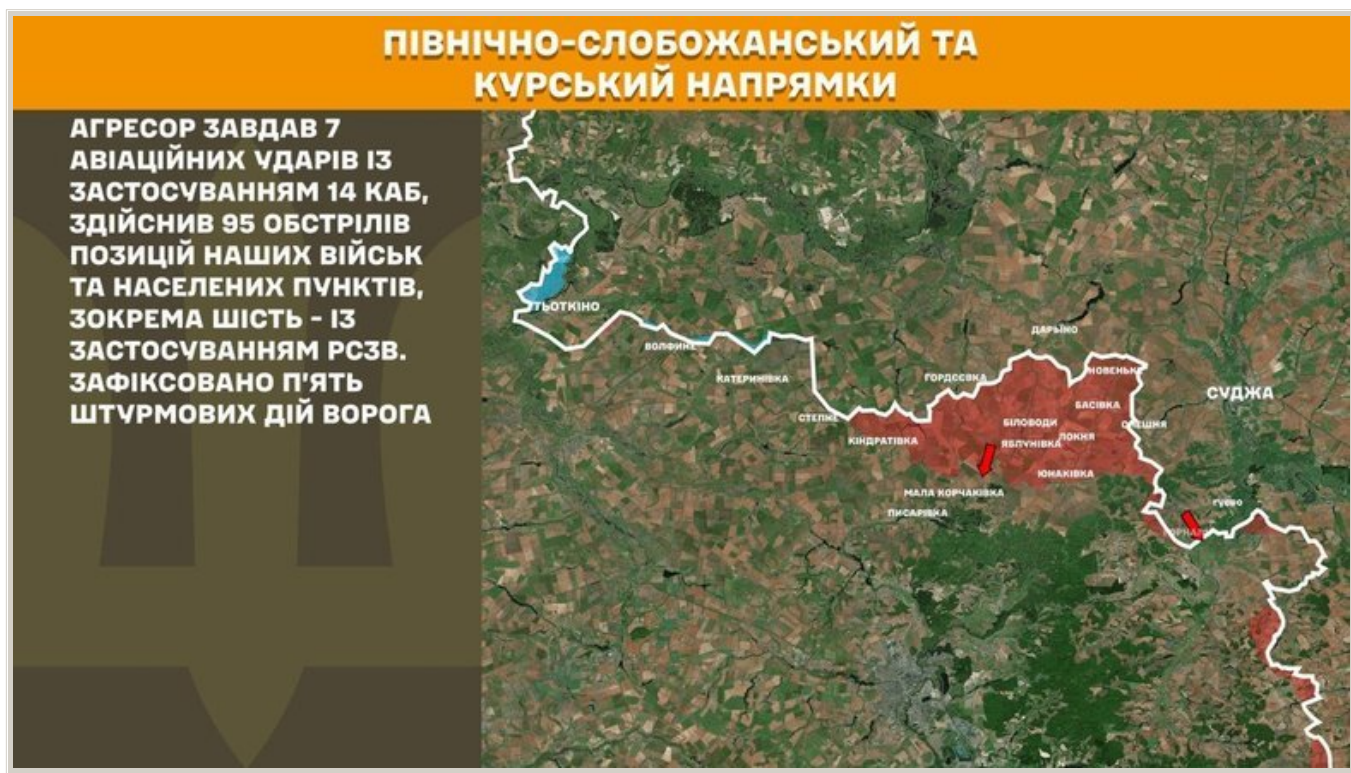 ПІВНІЧНО-СЛОБОЖАНСЬКИЙ ТА
КУРСЬКИЙ НАПРЯМКИ
АГРЕСОР ЗАВДАВ 7
АВІАЦІЙНИХ УДАРІВ ІЗ
ЗАСТОСУВАННЯМ 14 КАБ,
ЗДІЙСНИВ 95 ОБСТРІЛІВ
ПОЗИЦІЙ НАШИХ ВІЙСЬК
ТА НАСЕЛЕНИХ ПУНКТІВ,
ЗОКРЕМА ШІСТЬ - ІЗ
ЗАСТОСУВАННЯМ РСЗВ.
ЗАФІКСОВАНО П'ЯТЬ
ШТУРМОВИХ ДІЙ ВОРОГА
ТЬОТКІНО
ВОЛФИНЕ
КАТЕРИНІВКА
СТЕПНЕ
КІНДРАТІВКА
ГОРДЄЄВКА
ДАРЬЇНО
НОВЕНЬКЕ
БАСІВКА
СУДЖА
БІЛОВОДИ
ОЛЕШНЯ
ЯБЛУНІВКА
ЛОКНЯ
ЮНАКІВКА
МАЛА КОРЧАКІВКА
ПИСАРІВКА
ГУЄВО